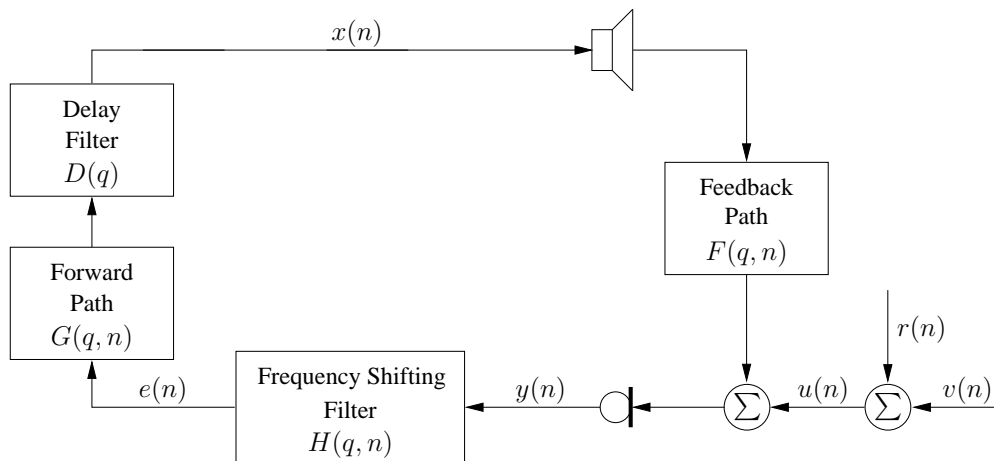 x(n)
Delay
Filter
D(q)
Feedback
Path
F(q, n)
Forward
Path
G(q, n)
r(n)
e(n)
Frequency Shifting
Filter
H(q, n)
y(n)
Σ
u(n)
Σ
v(n)